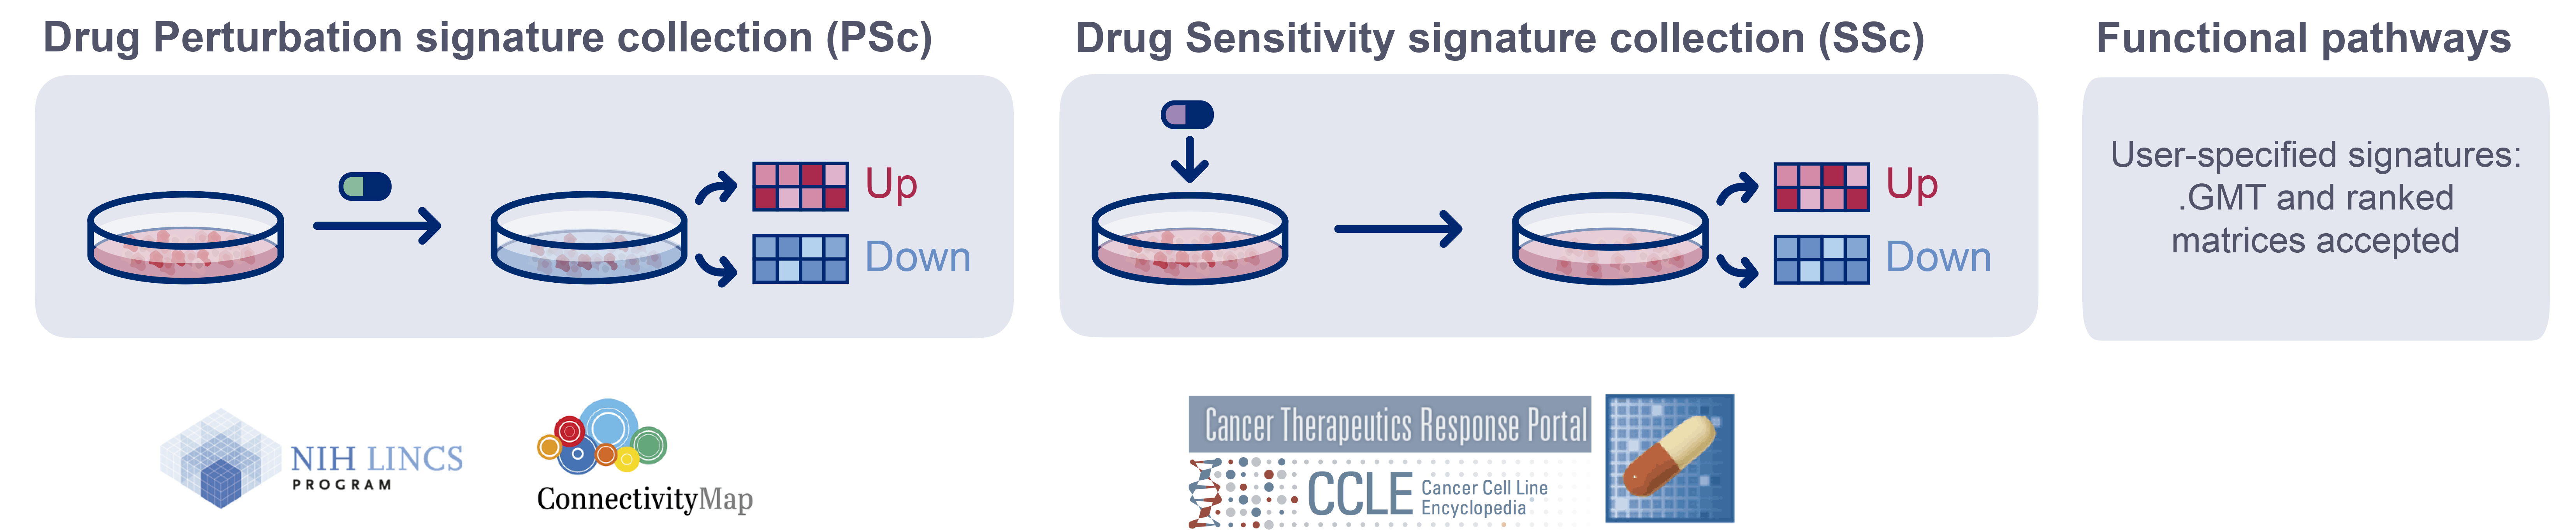 Drug Perturbation signature collection (PSc)
Up
Down
NIH LINCS
PROGRAM
ConnectivityMap
Drug Sensitivity signature collection (SSc)
Up
Down
Cancer Therapeutics Response Portal
CCLE
Cancer Cell Line
Encyclopedia
Functional pathways
User-specified signatures:
.GMT and ranked
matrices accepted